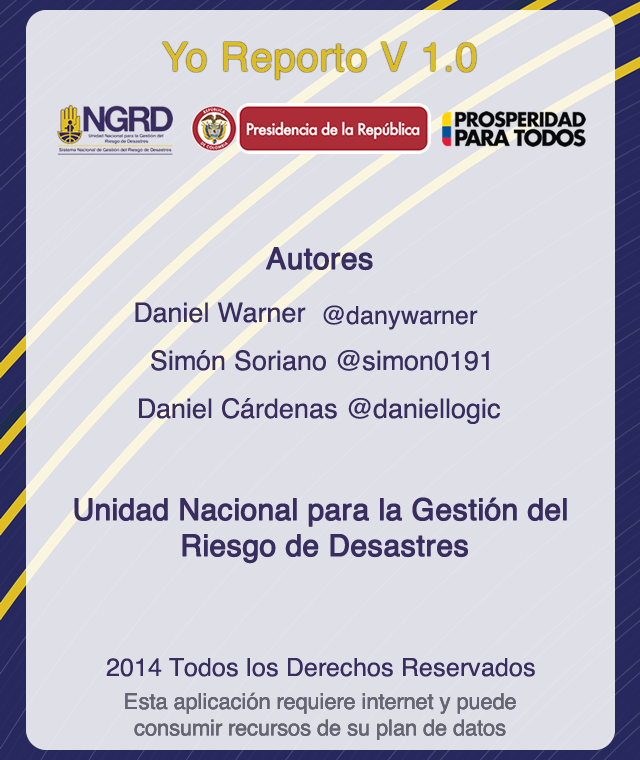 Yo Reporto V 1.0
NGRD
Unidad Nacional para la Gestión del
Riesgo de Desastres
Sistema Nacional de Gestión del Riesgo de Desastres
REPÚBLICA
DE COLOMBIA
Presidencia de la República
PROSPERIDAD
PARA TODOS
Autores
Daniel Warner @danywarner
Simón Soriano @simon0191
Daniel Cárdenas @daniellogic
Unidad Nacional para la Gestión del
Riesgo de Desastres
2014 Todos los Derechos Reservados
Esta aplicación requiere internet y puede
consumir recursos de su plan de datos